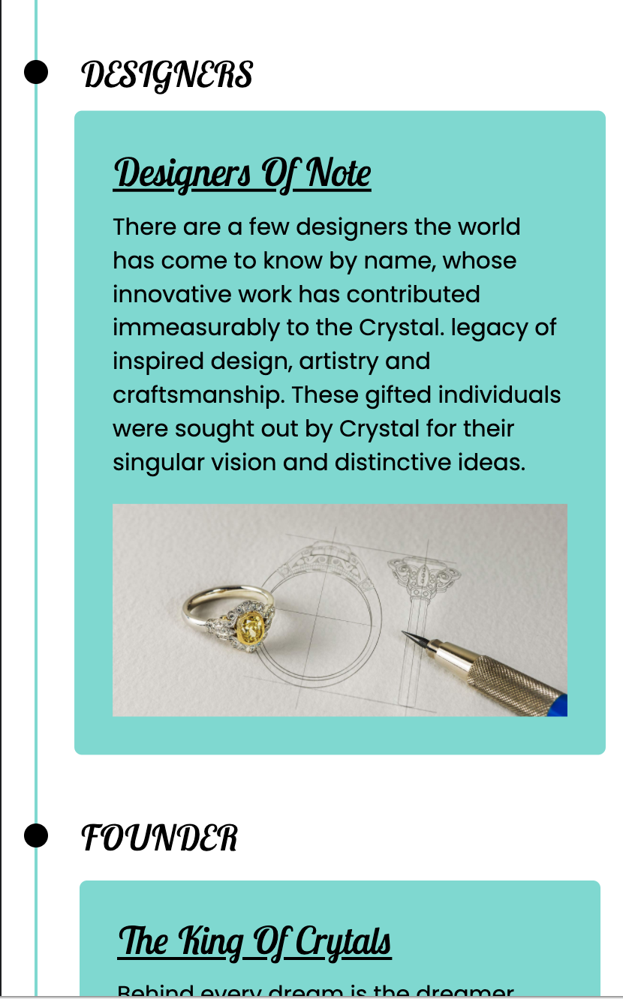 DESIGNERS
Designers Of Note
There are a few designers the world
has come to know by name, whose
innovative work has contributed
immeasurably to the Crystal. legacy of
inspired design, artistry and
craftsmanship. These gifted individuals
were sought out by Crystal for their
singular vision and distinctive ideas.
FOUNDER
The King Of Crytals
Behind every dream is the dreamer